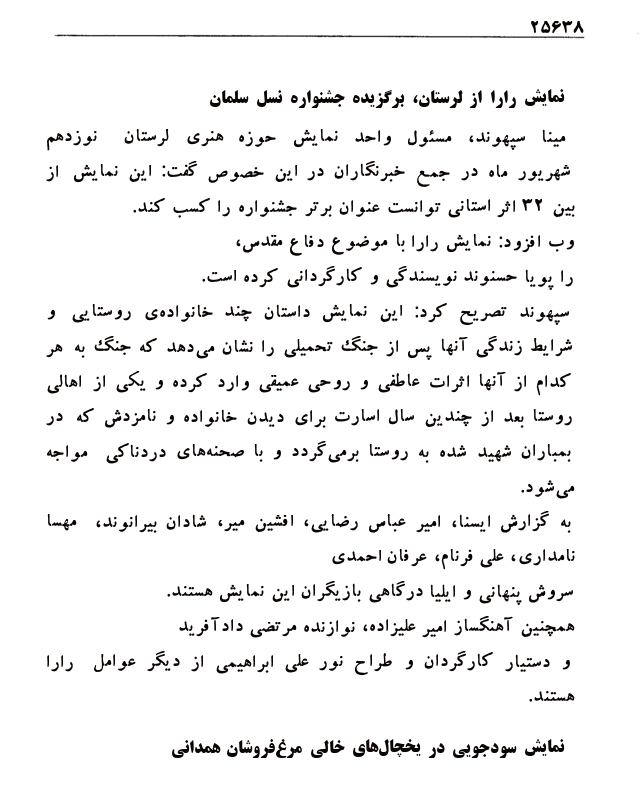 ۲۵۶۳۸
نمایش رارا از لرستان، برگزیده جشنواره نسل سلمان
مینا سپهوند، مسئول واحد نمایش حوزه هنری لرستان نوزدهم
شهریور ماه در جمع خبرنگاران در این خصوص گفت: این نمایش از
بین ۳۲ اثر استانی توانست عنوان برتر جشنواره را کسب کند.
وب افزود: نمایش رارا با موضوع دفاع مقدس،
را پویا حسنوند نویسندگی و کارگردانی کرده است.
سپهوند تصریح کرد: این نمایش داستان چند خانواده‌ی روستایی و
شرایط زندگی آنها پس از جنگ تحمیلی را نشان می‌دهد که جنگ به هر
کدام از آنها اثرات عاطفی و روحی عمیقی وارد کرده و یکی از اهالی
روستا بعد از چندین سال اسارت برای دیدن خانواده و نامزدش که در
بمباران شهید شده به روستا برمی‌گردد و با صحنه‌های دردناکی مواجه
می‌شود.
به گزارش ایسنا، امیر عباس رضایی، افشین میر، شادان بیرانوند، مهسا
نامداری، علی فرنام، عرفان احمدی
سروش پنهانی و ایلیا درگاهی بازیگران این نمایش هستند.
همچنین آهنگساز امیر علیزاده، نوازنده مرتضی دادآفرید
و دستیار کارگردان و طراح نور علی ابراهیمی از دیگر عوامل رارا
هستند.
نمایش سودجویی در یخچال‌های خالی مرغ‌فروشان همدانی